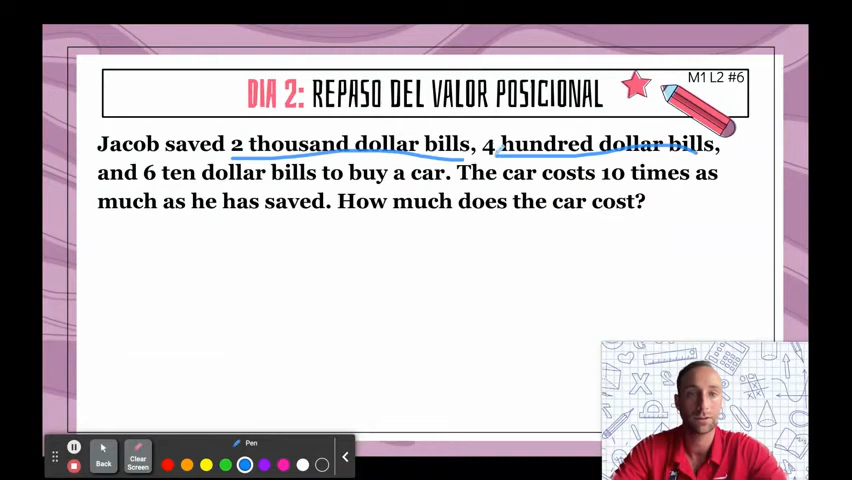 M1 L2 #6
DIA 2: REPASO DEL VALOR POSICIONAL
Jacob saved 2 thousand dollar bills, 4 hundred dollar bills,
and 6 ten dollar bills to buy a car. The car costs 10 times as
much as he has saved. How much does the car cost?
Pen
Back
Clear
Screen